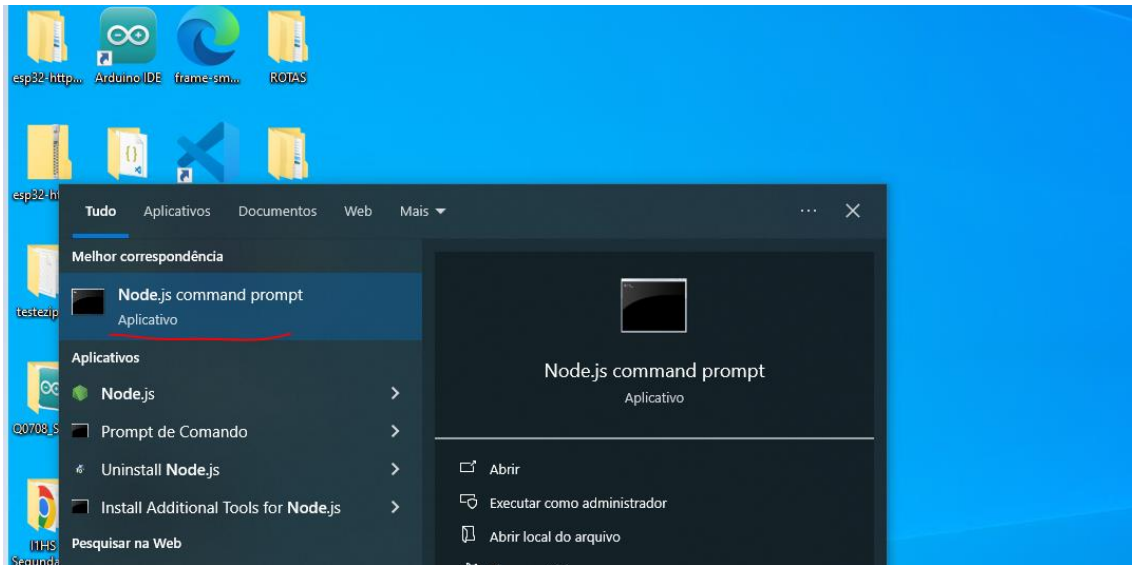 esp32-http... Arduino IDE frame-sm... ROTAS
esp32-ht
Tudo Aplicativos Documentos Web Mais
Melhor correspondência
Node.js command prompt
Aplicativo
testezip
Aplicativos
Node.js
Q0708_S
Prompt de Comando
Uninstall Node.js
Install Additional Tools for Node.js
I1HS
Segunda
Pesquisar na Web
Node.js command prompt
Aplicativo
Abrir
Executar como administrador
Abrir local do arquivo